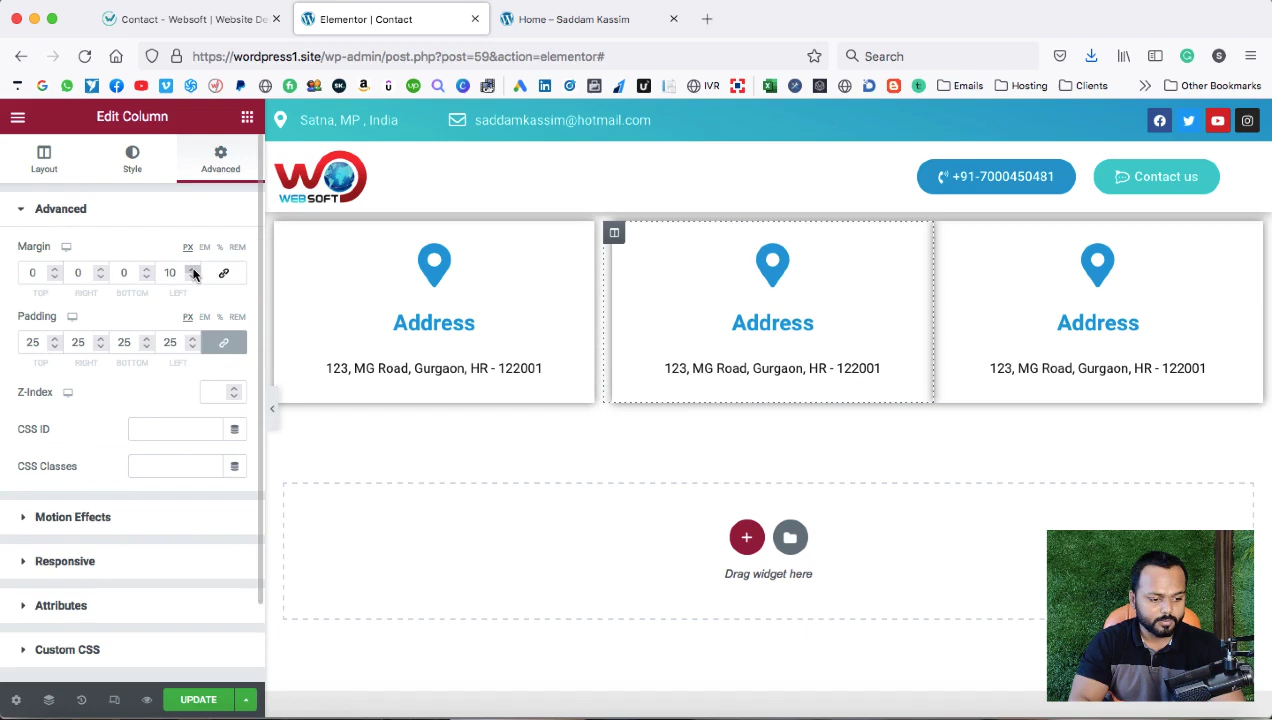 Contact - Websoft | Website De
Elementor | Contact
Home – Saddam Kassim
https://wordpress1.site/wp-admin/post.php?post=59&action=elementor#
Search
IVR
Emails
Hosting
Clients
Other Bookmarks
Edit Column
Satna, MP , India
saddamkassim@hotmail.com
Layout
Style
Advanced
WEBSOFT
+91-7000450481
Contact us
Advanced
Margin
PX EM % REM
0 0 0 10
TOP RIGHT BOTTOM LEFT
Padding
PX EM % REM
25 25 25 25
TOP RIGHT BOTTOM LEFT
Z-Index
CSS ID
CSS Classes
Motion Effects
Responsive
Attributes
Custom CSS
UPDATE
Address
123, MG Road, Gurgaon, HR - 122001
Address
123, MG Road, Gurgaon, HR - 122001
Address
123, MG Road, Gurgaon, HR - 122001
Drag widget here